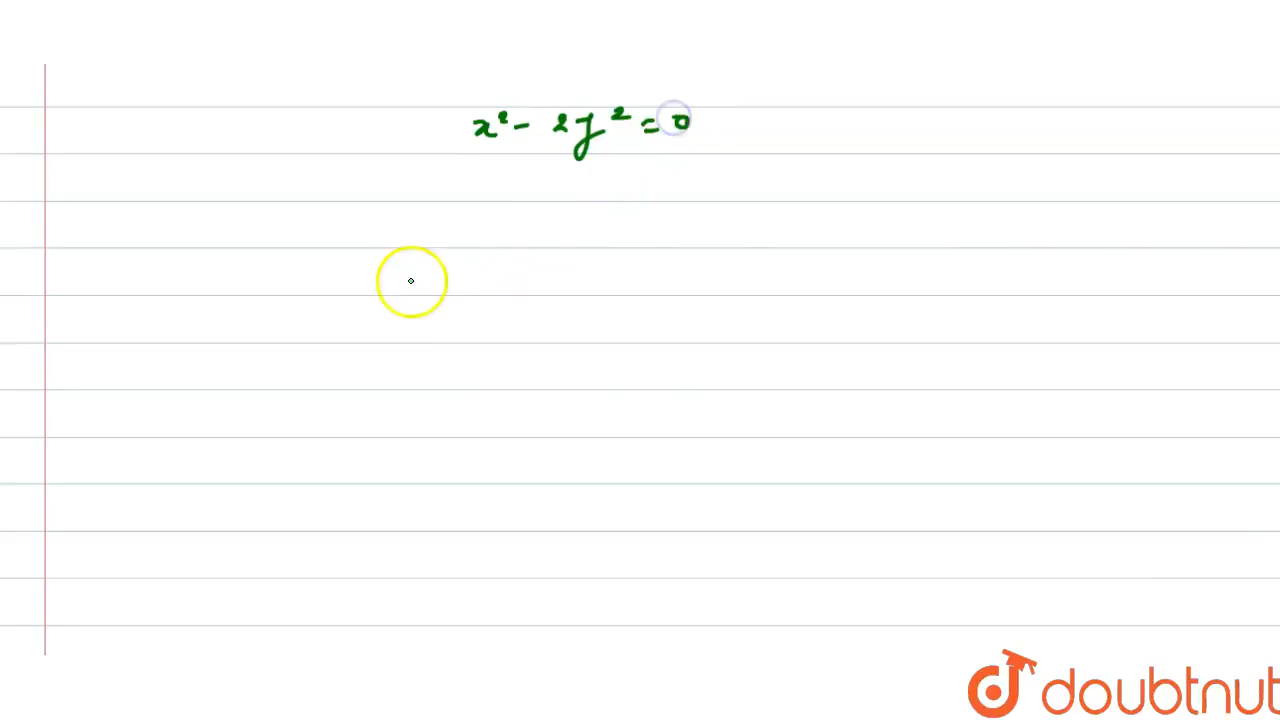 x² - 2y² = 0
doubtnut